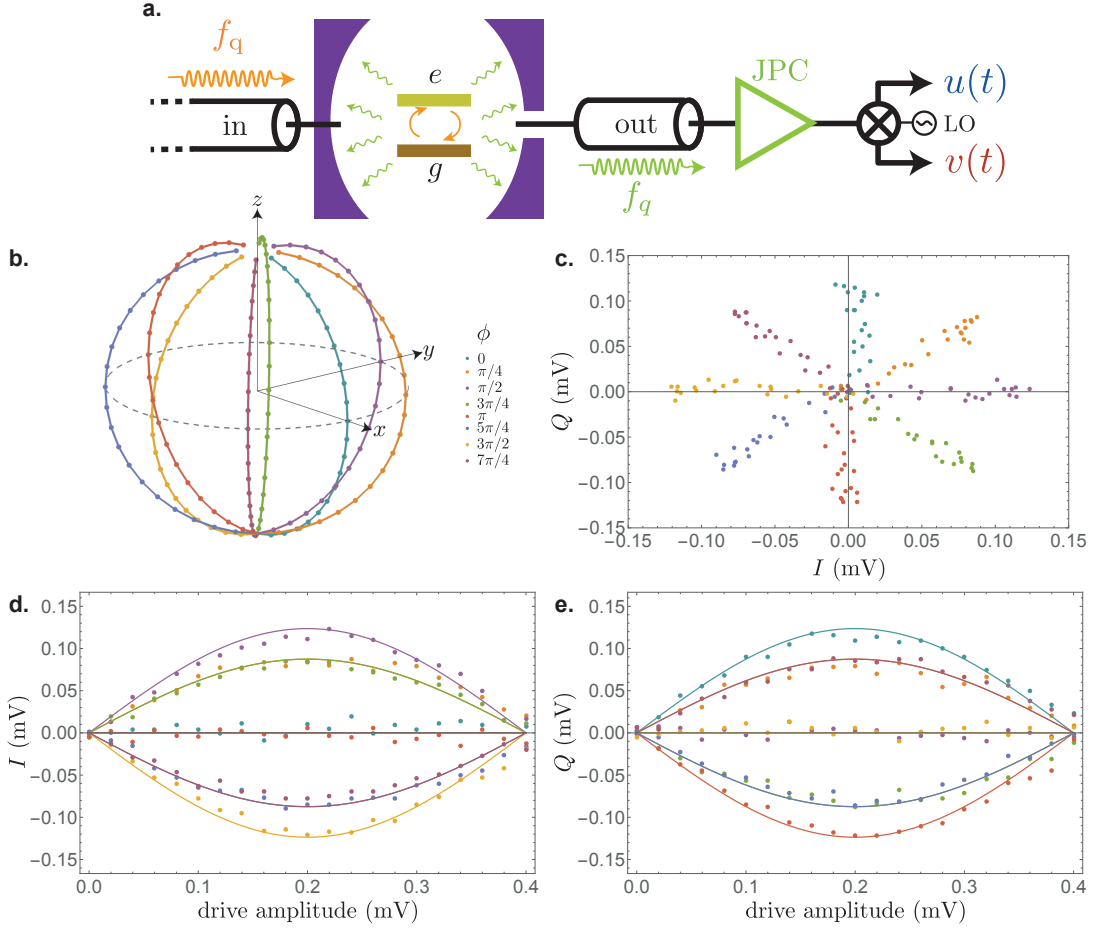 a.
f_q
in
e
g
out
f_q
JPC
LO
u(t)
v(t)
b.
z
y
x
ϕ
0
π/4
π/2
3π/4
π
5π/4
3π/2
7π/4
c.
Q (mV)
0.15
0.10
0.05
0.00
−0.05
−0.10
−0.15
−0.15 −0.10 −0.05 0.00 0.05 0.10 0.15
I (mV)
d.
I (mV)
0.15
0.10
0.05
0.00
−0.05
−0.10
−0.15
0.0 0.1 0.2 0.3 0.4
drive amplitude (mV)
e.
Q (mV)
0.15
0.10
0.05
0.00
−0.05
−0.10
−0.15
0.0 0.1 0.2 0.3 0.4
drive amplitude (mV)